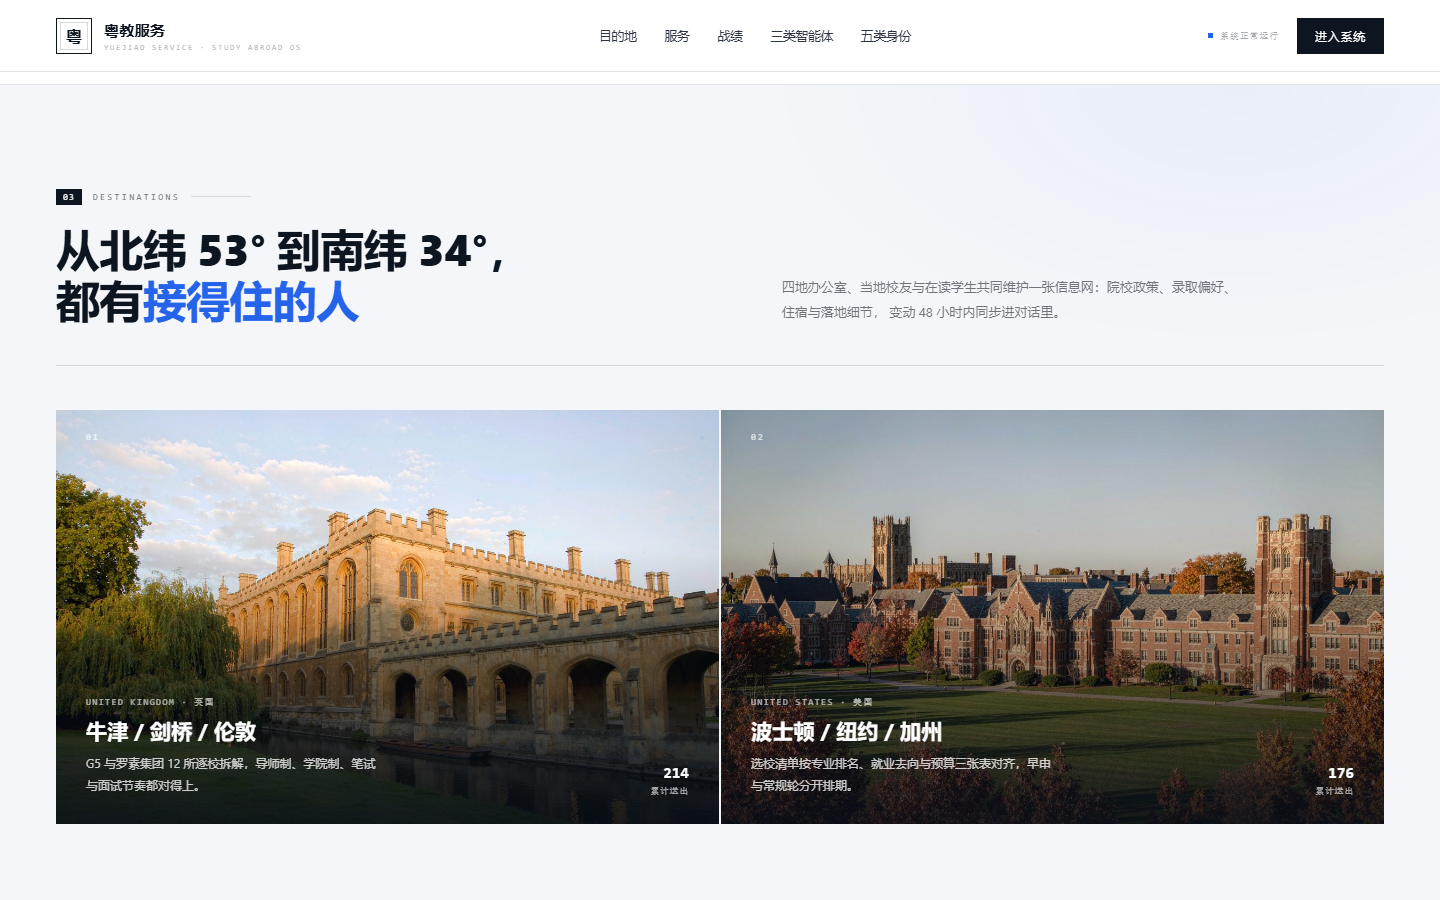 粤
粤教服务
YUEJIAO SERVICE · STUDY ABROAD OS
目的地
服务
战绩
三类智能体
五类身份
系统正常运行
进入系统
03
DESTINATIONS
从北纬 53° 到南纬 34°,
都有接得住的人
四地办公室、当地校友与在读学生共同维护一张信息网：院校政策、录取偏好、
住宿与落地细节， 变动 48 小时内同步进对话里。
01
UNITED KINGDOM · 英国
牛津 / 剑桥 / 伦敦
G5 与罗素集团 12 所逐校拆解，导师制、学院制、笔试
与面试节奏都对得上。
214
累计送出
02
UNITED STATES · 美国
波士顿 / 纽约 / 加州
选校清单按专业排名、就业去向与预算三张表对齐，早申
与常规轮分开排期。
176
累计送出